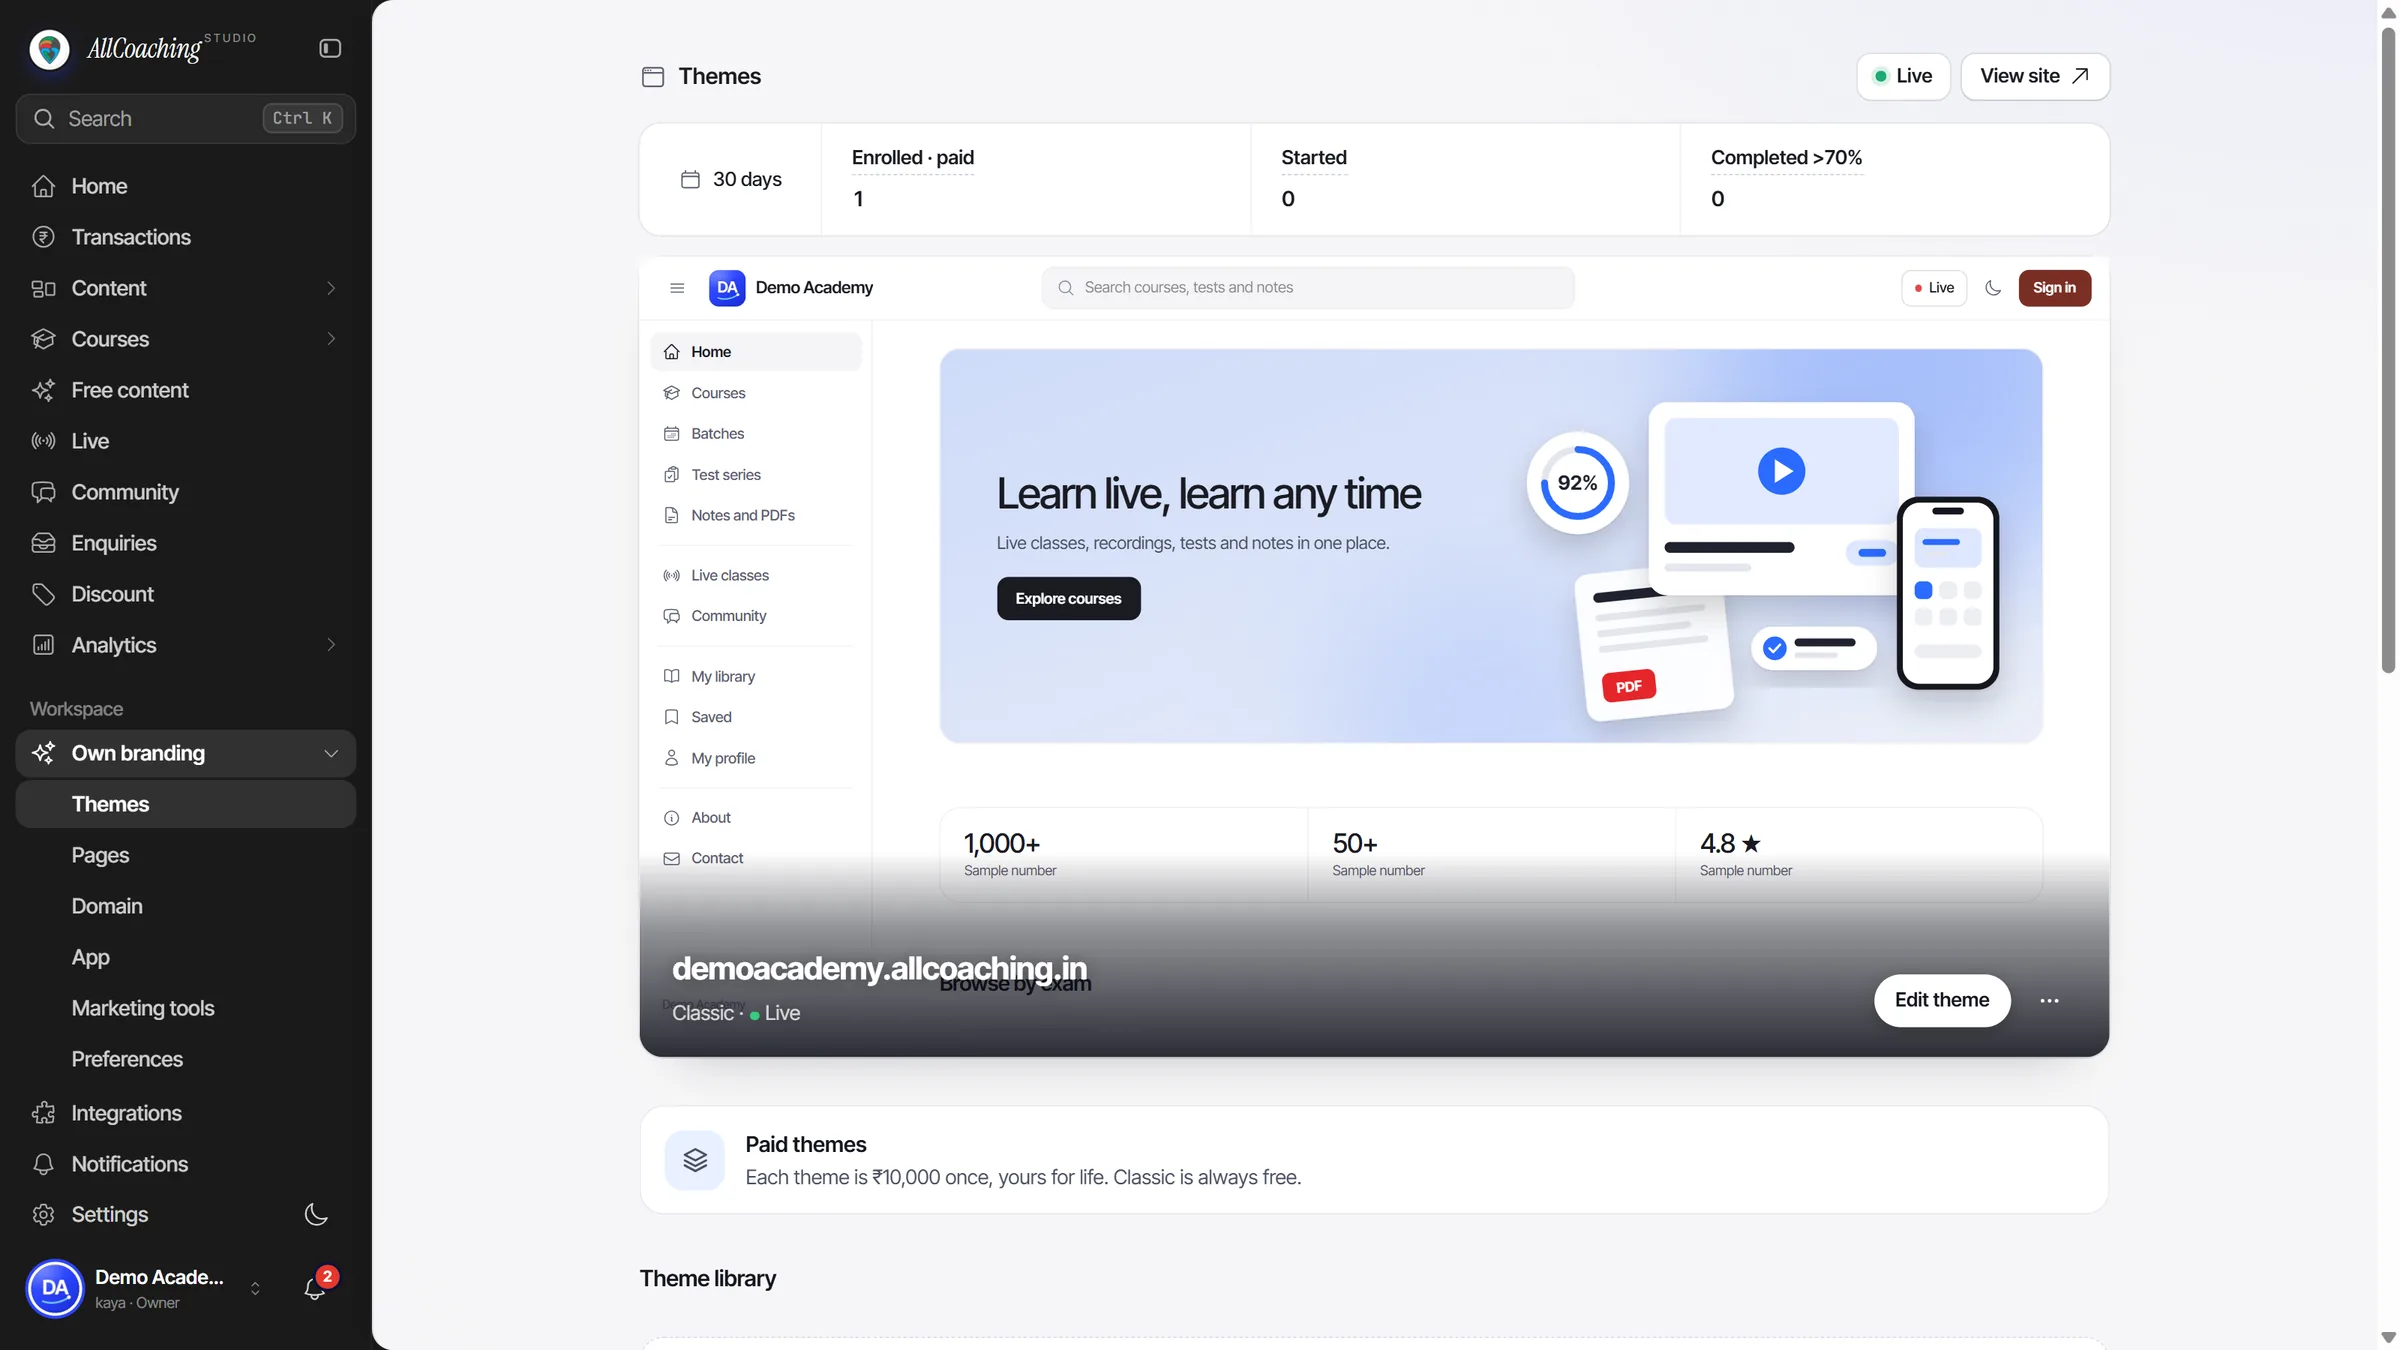 AllCoaching STUDIO
Search
Ctrl K
Home
Transactions
Content
Courses
Free content
Live
Community
Enquiries
Discount
Analytics
Workspace
Own branding
Themes
Pages
Domain
App
Marketing tools
Preferences
Integrations
Notifications
Settings
DA
Demo Acade...
kaya · Owner
2
Themes
Live
View site
30 days
Enrolled · paid
1
Started
0
Completed >70%
0
DA
Demo Academy
Search courses, tests and notes
Live
Sign in
Home
Courses
Batches
Test series
Notes and PDFs
Live classes
Community
My library
Saved
My profile
About
Contact
Learn live, learn any time
Live classes, recordings, tests and notes in one place.
Explore courses
92%
PDF
1,000+
Sample number
50+
Sample number
4.8 ★
Sample number
demoacademy.allcoaching.in
Browse by exam
Demo Academy
Classic · Live
Edit theme
Paid themes
Each theme is ₹10,000 once, yours for life. Classic is always free.
Theme library